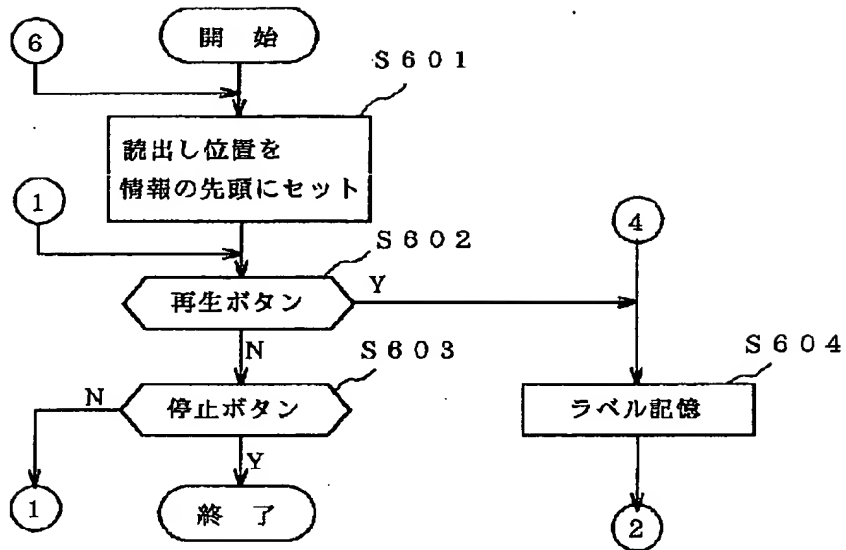 ⑥
開 始
S601
読出し位置を
情報の先頭にセット
①
④
S602
再生ボタン
Y
N
S603
S604
N
停止ボタン
ラベル記憶
Y
①
終 了
②